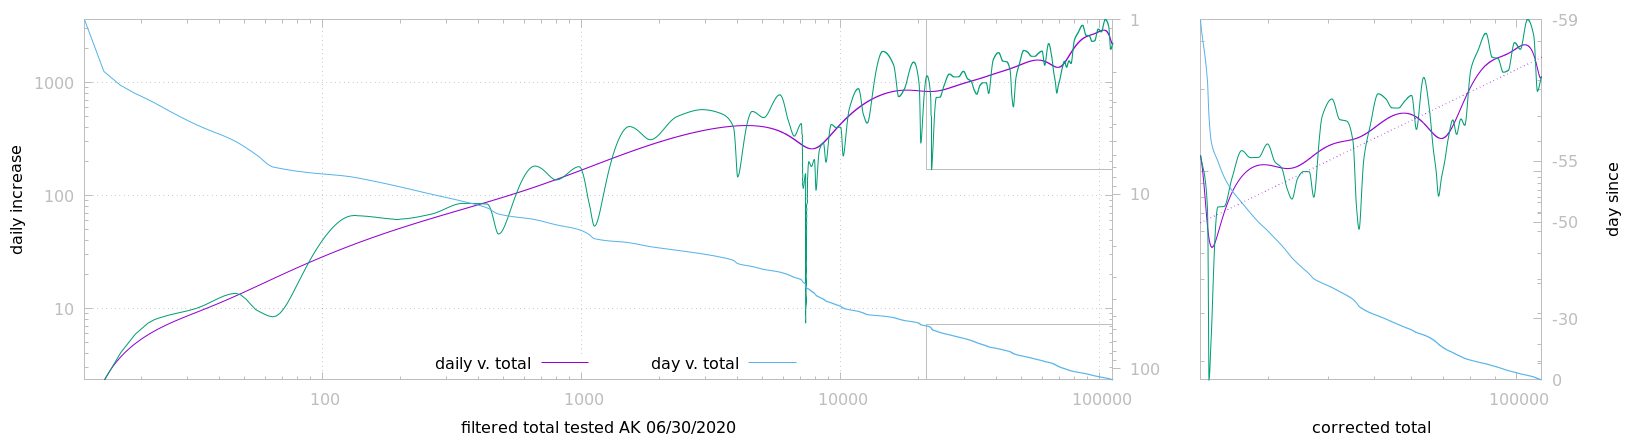 daily increase
1000
100
10
daily v. total
day v. total
100
1000
10000
100000
filtered total tested AK 06/30/2020
1
10
100
-59
-55
-50
-30
0
day since
100000
corrected total